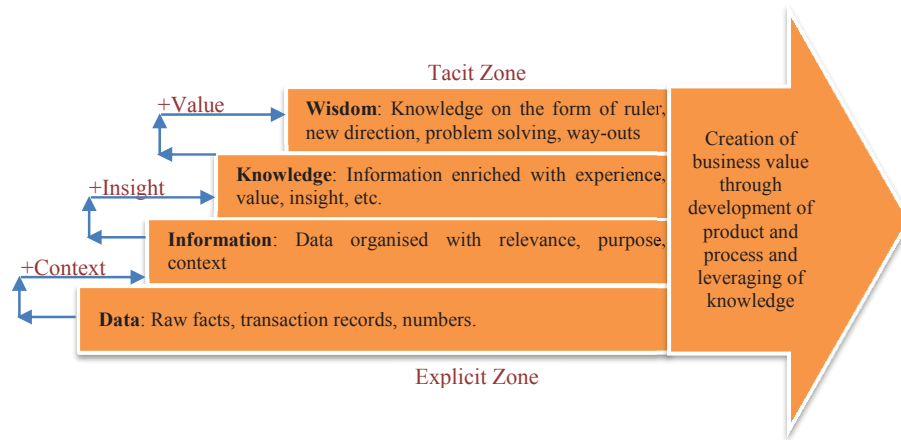 Tacit Zone
+Value
Wisdom: Knowledge on the form of ruler,
new direction, problem solving, way-outs
+Insight
Knowledge: Information enriched with experience,
value, insight, etc.
+Context
Information: Data organised with relevance, purpose,
context
Data: Raw facts, transaction records, numbers.
Explicit Zone
Creation of
business value
through
development of
product and
process and
leveraging of
knowledge